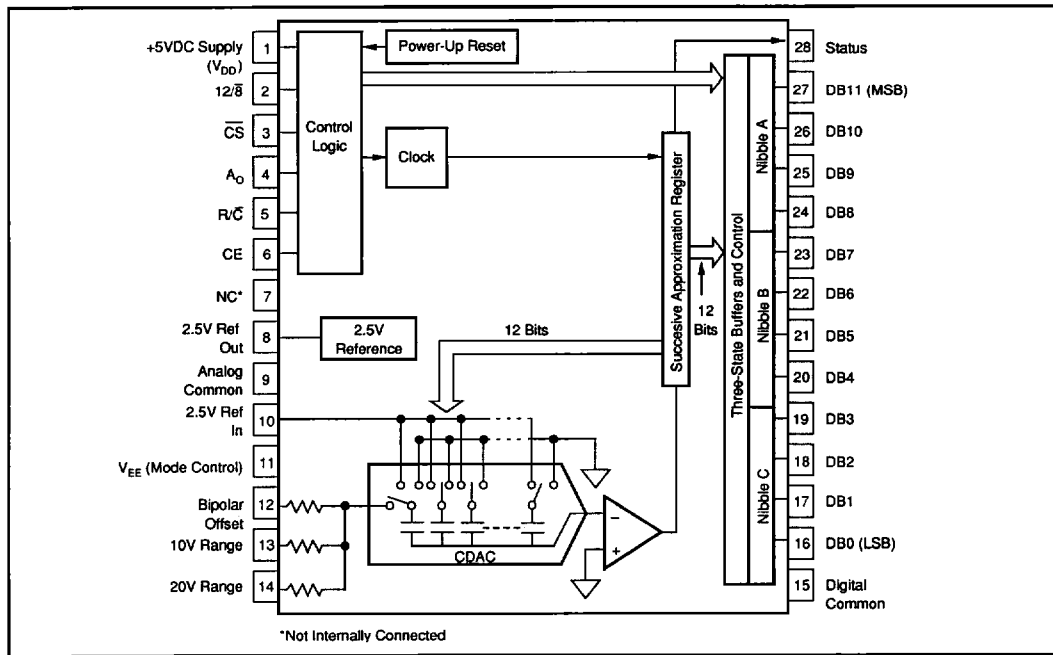 +5VDC Supply
(VDD)
1
12/8̅
2
C̅S̅
3
AO
4
R/C̅
5
CE
6
NC*
7
2.5V Ref
Out
8
Analog
Common
9
2.5V Ref
In
10
VEE (Mode Control)
11
Bipolar
Offset
12
10V Range
13
20V Range
14
Control
Logic
Power-Up Reset
Clock
2.5V
Reference
12 Bits
CDAC
Succesive Approximation Register
12
Bits
Three-State Buffers and Control
Nibble A
Nibble B
Nibble C
28 Status
27 DB11 (MSB)
26 DB10
25 DB9
24 DB8
23 DB7
22 DB6
21 DB5
20 DB4
19 DB3
18 DB2
17 DB1
16 DB0 (LSB)
15 Digital
Common
–
+
*Not Internally Connected